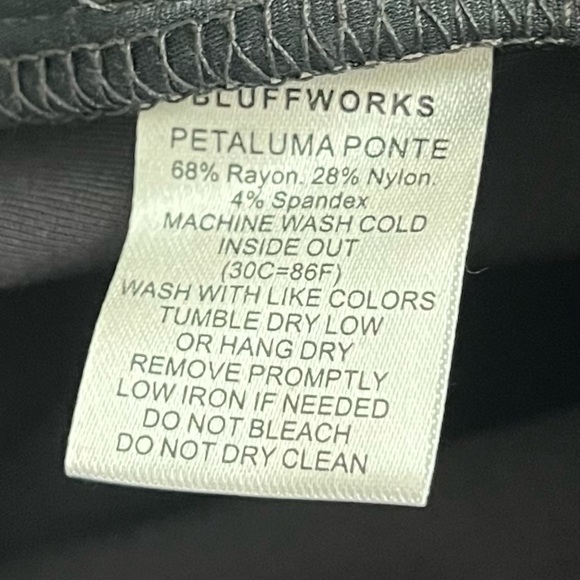 BLUFFWORKS
PETALUMA PONTE
68% Rayon. 28% Nylon.
4% Spandex
MACHINE WASH COLD
INSIDE OUT
(30C=86F)
WASH WITH LIKE COLORS
TUMBLE DRY LOW
OR HANG DRY
REMOVE PROMPTLY
LOW IRON IF NEEDED
DO NOT BLEACH
DO NOT DRY CLEAN